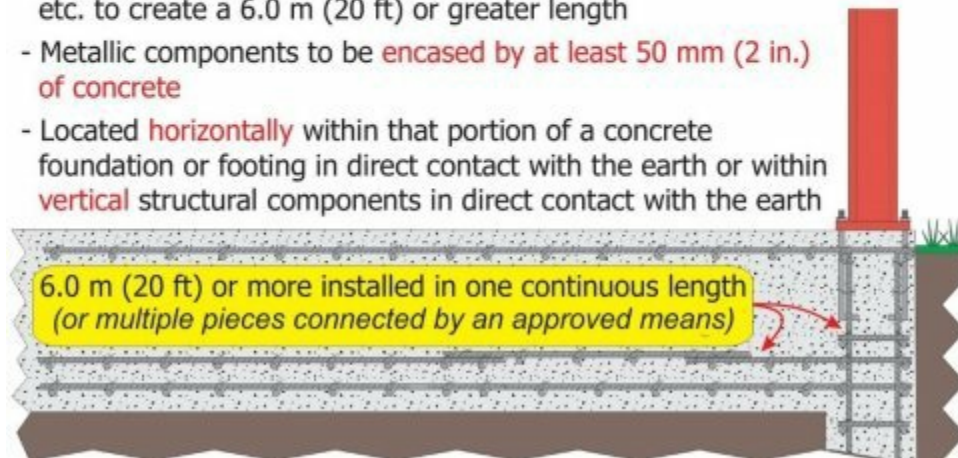 etc. to create a 6.0 m (20 ft) or greater length
- Metallic components to be encased by at least 50 mm (2 in.)
of concrete
- Located horizontally within that portion of a concrete
foundation or footing in direct contact with the earth or within
vertical structural components in direct contact with the earth
6.0 m (20 ft) or more installed in one continuous length
(or multiple pieces connected by an approved means)